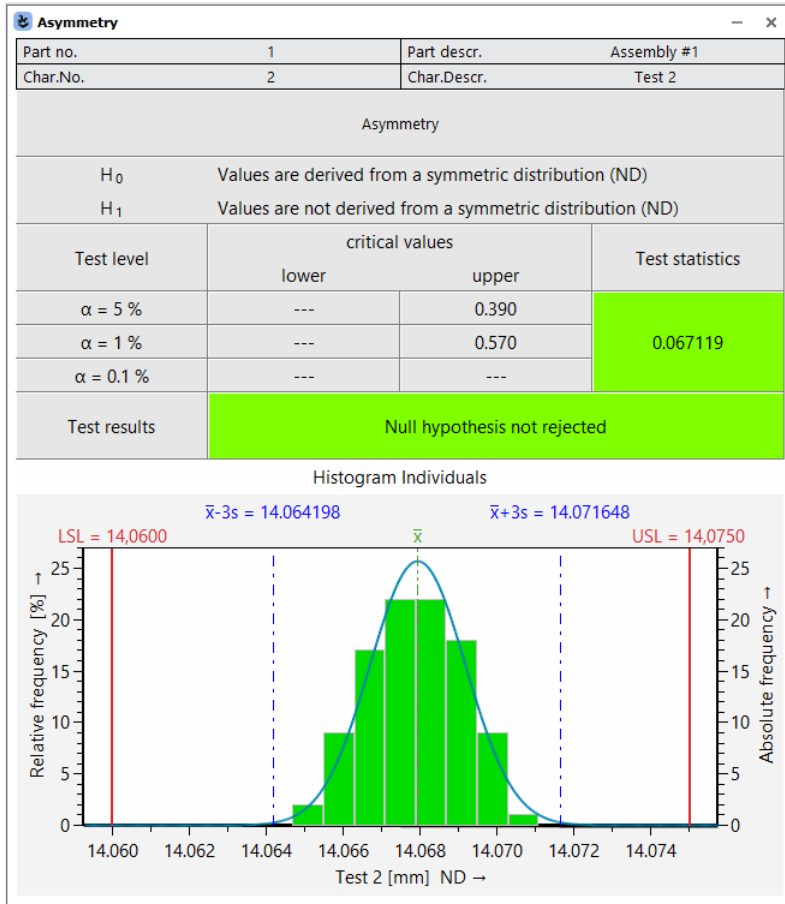 Asymmetry
Part no. 1 Part descr. Assembly #1
Char.No. 2 Char.Descr. Test 2
Asymmetry
H₀ Values are derived from a symmetric distribution (ND)
H₁ Values are not derived from a symmetric distribution (ND)
Test level critical values Test statistics
lower upper
α = 5 % --- 0.390
α = 1 % --- 0.570 0.067119
α = 0.1 % --- ---
Test results Null hypothesis not rejected
Histogram Individuals
x̅-3s = 14.064198 x̅+3s = 14.071648
LSL = 14,0600 x̅ USL = 14,0750
Relative frequency [%] →
25 25
20 20
15 15
10 10
5 5
0 0
Absolute frequency →
14.060 14.062 14.064 14.066 14.068 14.070 14.072 14.074
Test 2 [mm] ND →